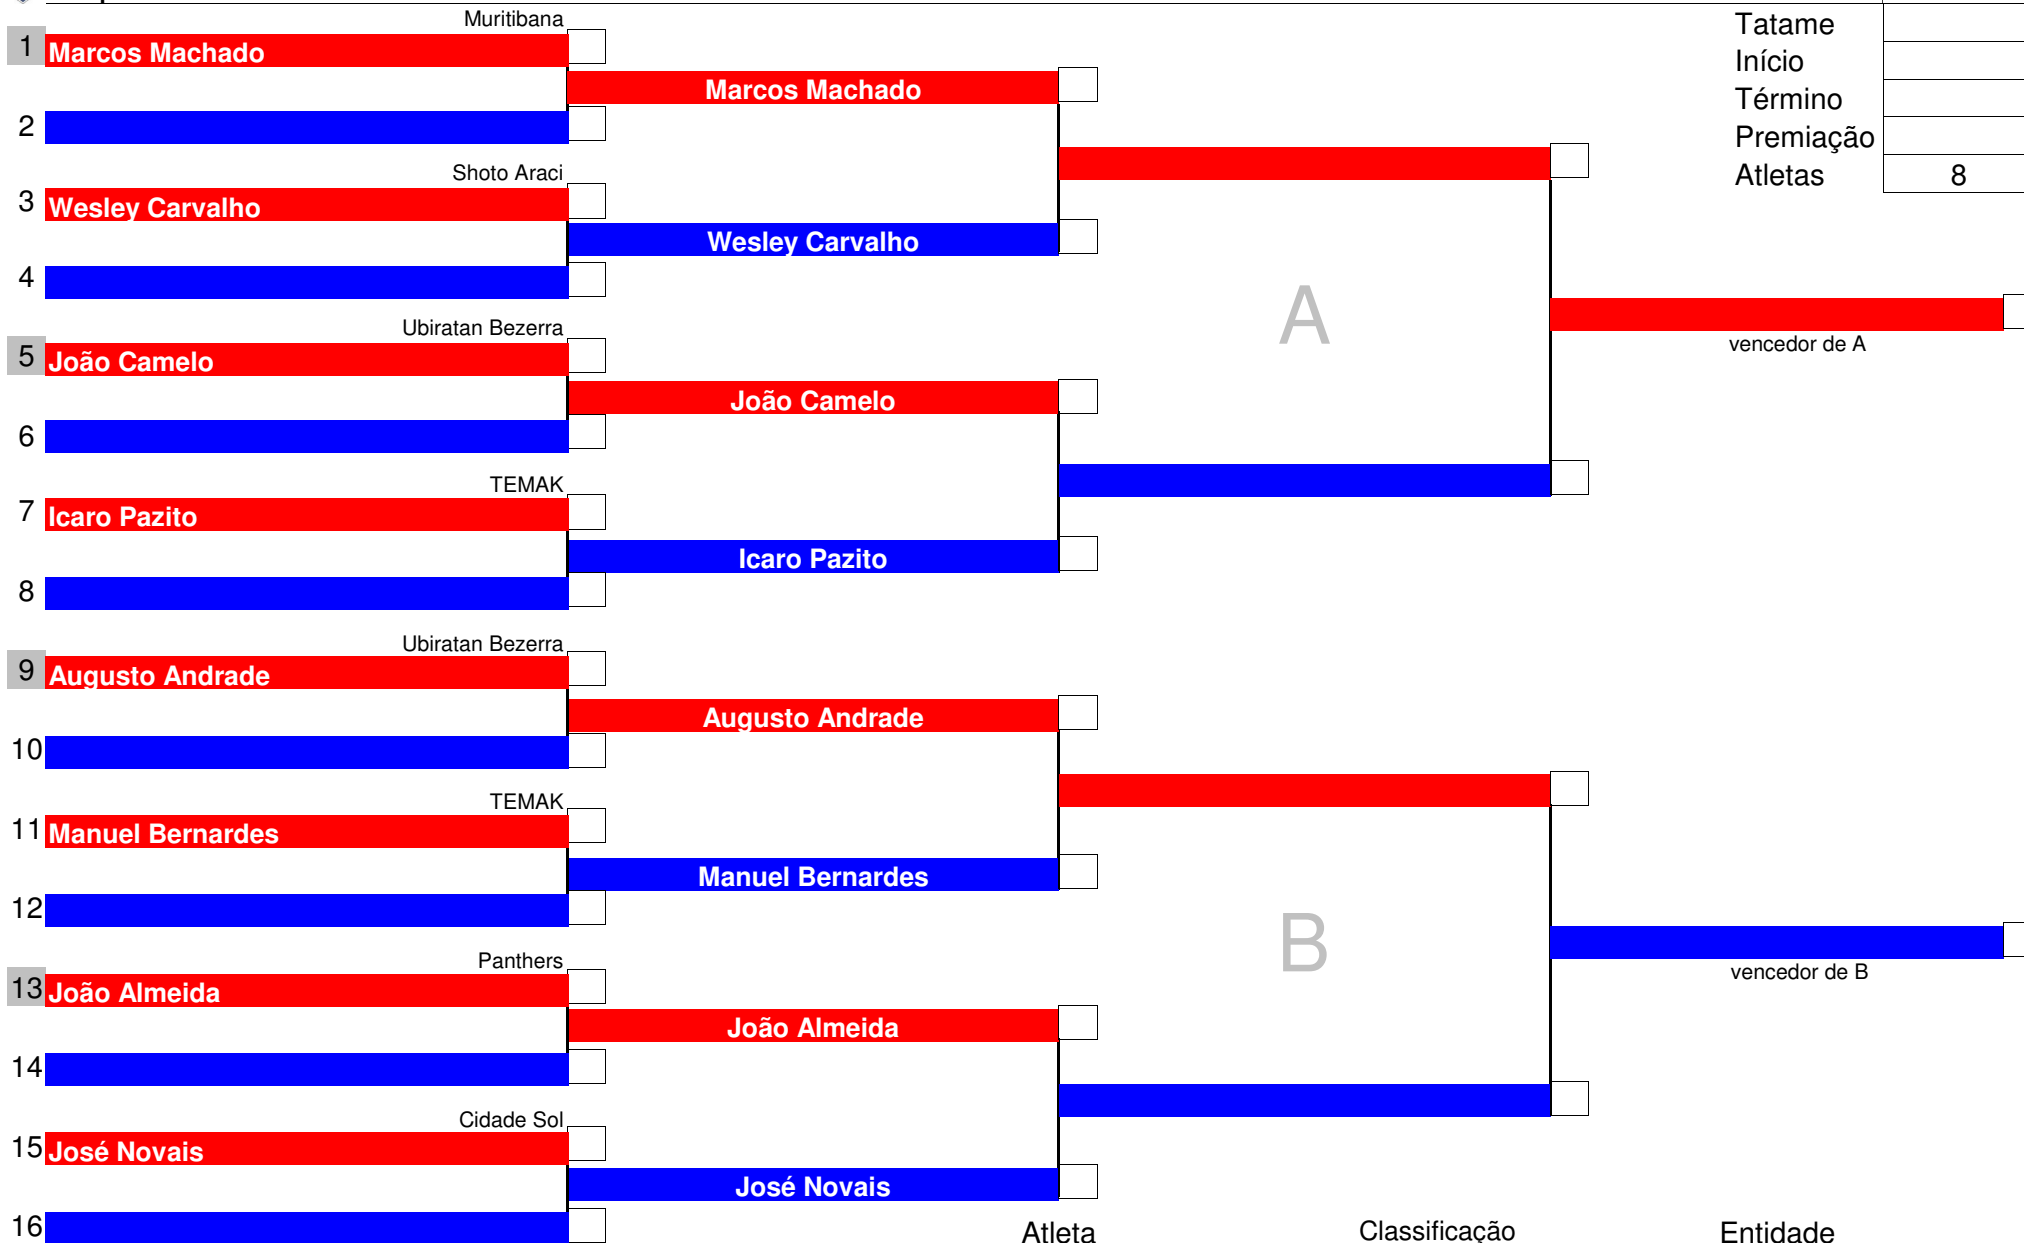 Muritibana
1 Marcos Machado
Marcos Machado
2
Shoto Araci
3 Wesley Carvalho
Wesley Carvalho
4
Ubiratan Bezerra
5 João Camelo
João Camelo
6
TEMAK
7 Icaro Pazito
Icaro Pazito
8
Ubiratan Bezerra
9 Augusto Andrade
Augusto Andrade
10
TEMAK
11 Manuel Bernardes
Manuel Bernardes
12
Panthers
13 João Almeida
João Almeida
14
Cidade Sol
15 José Novais
José Novais
16
A
B
vencedor de A
vencedor de B
Tatame
Início
Término
Premiação
Atletas 8
Atleta Classificação Entidade